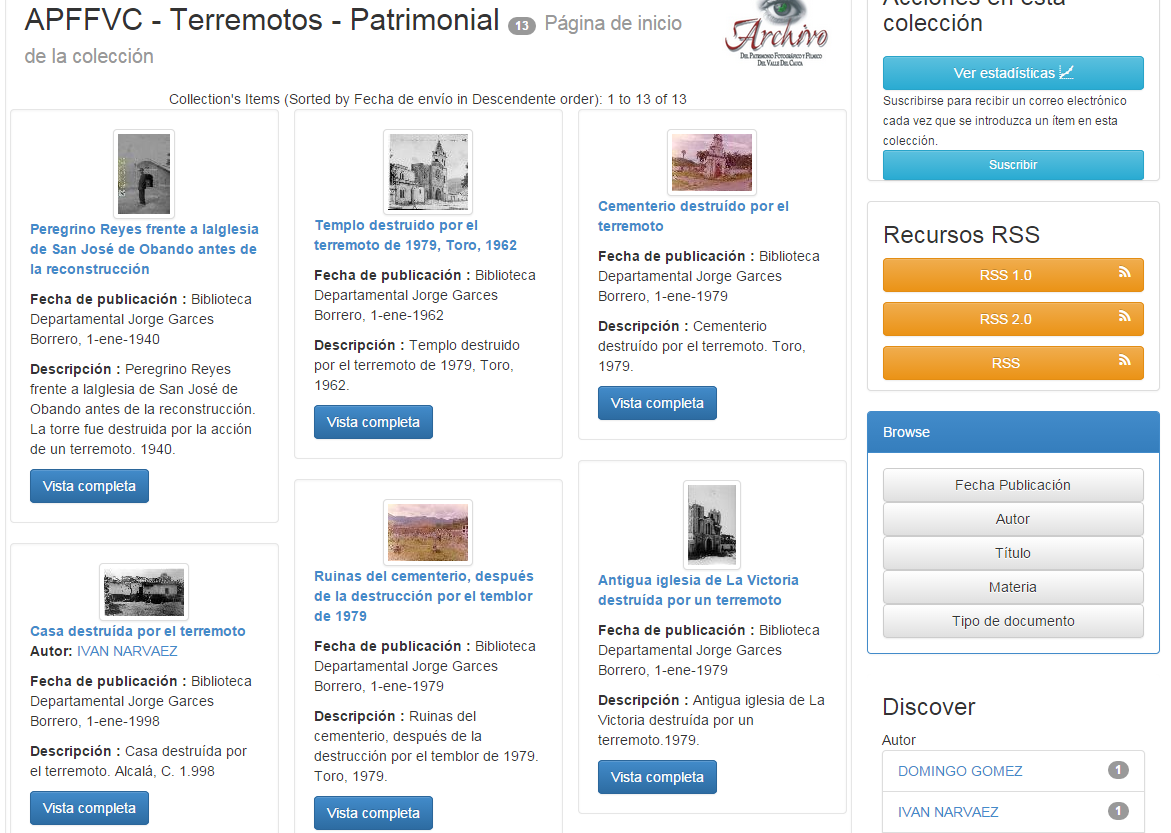 APFFVC - Terremotos - Patrimonial 13 Página de inicio
de la colección
Archivo
DEL PATRIMONIO FOTOGRÁFICO Y FÍLMICO
DEL VALLE DEL CAUCA
Collection's Items (Sorted by Fecha de envío in Descendente order): 1 to 13 of 13
Peregrino Reyes frente a laIglesia
de San José de Obando antes de
la reconstrucción
Fecha de publicación : Biblioteca
Departamental Jorge Garces
Borrero, 1-ene-1940
Descripción : Peregrino Reyes
frente a laIglesia de San José de
Obando antes de la reconstrucción.
La torre fue destruida por la acción
de un terremoto. 1940.
Vista completa
Casa destruída por el terremoto
Autor: IVAN NARVAEZ
Fecha de publicación : Biblioteca
Departamental Jorge Garces
Borrero, 1-ene-1998
Descripción : Casa destruída por
el terremoto. Alcalá, C. 1.998
Vista completa
Templo destruido por el
terremoto de 1979, Toro, 1962
Fecha de publicación : Biblioteca
Departamental Jorge Garces
Borrero, 1-ene-1962
Descripción : Templo destruido
por el terremoto de 1979, Toro,
1962.
Vista completa
Ruinas del cementerio, después
de la destrucción por el temblor
de 1979
Fecha de publicación : Biblioteca
Departamental Jorge Garces
Borrero, 1-ene-1979
Descripción : Ruinas del
cementerio, después de la
destrucción por el temblor de 1979.
Toro, 1979.
Vista completa
Cementerio destruído por el
terremoto
Fecha de publicación : Biblioteca
Departamental Jorge Garces
Borrero, 1-ene-1979
Descripción : Cementerio
destruído por el terremoto. Toro,
1979.
Vista completa
Antigua iglesia de La Victoria
destruída por un terremoto
Fecha de publicación : Biblioteca
Departamental Jorge Garces
Borrero, 1-ene-1979
Descripción : Antigua iglesia de La
Victoria destruída por un
terremoto.1979.
Vista completa
Acciones en esta
colección
Ver estadísticas
Suscribirse para recibir un correo electrónico
cada vez que se introduzca un ítem en esta
colección.
Suscribir
Recursos RSS
RSS 1.0
RSS 2.0
RSS
Browse
Fecha Publicación
Autor
Título
Materia
Tipo de documento
Discover
Autor
DOMINGO GOMEZ 1
IVAN NARVAEZ 1